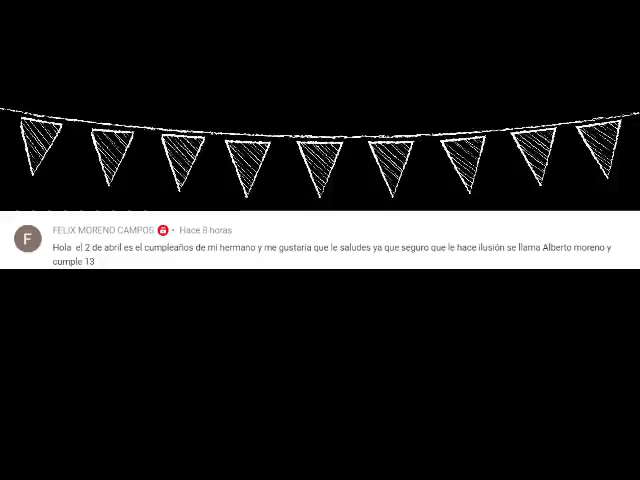 F
FELIX MORENO CAMPOS • Hace 8 horas
Hola el 2 de abril es el cumpleaños de mi hermano y me gustaria que le saludes ya que seguro que le hace ilusión se llama Alberto moreno y
cumple 13